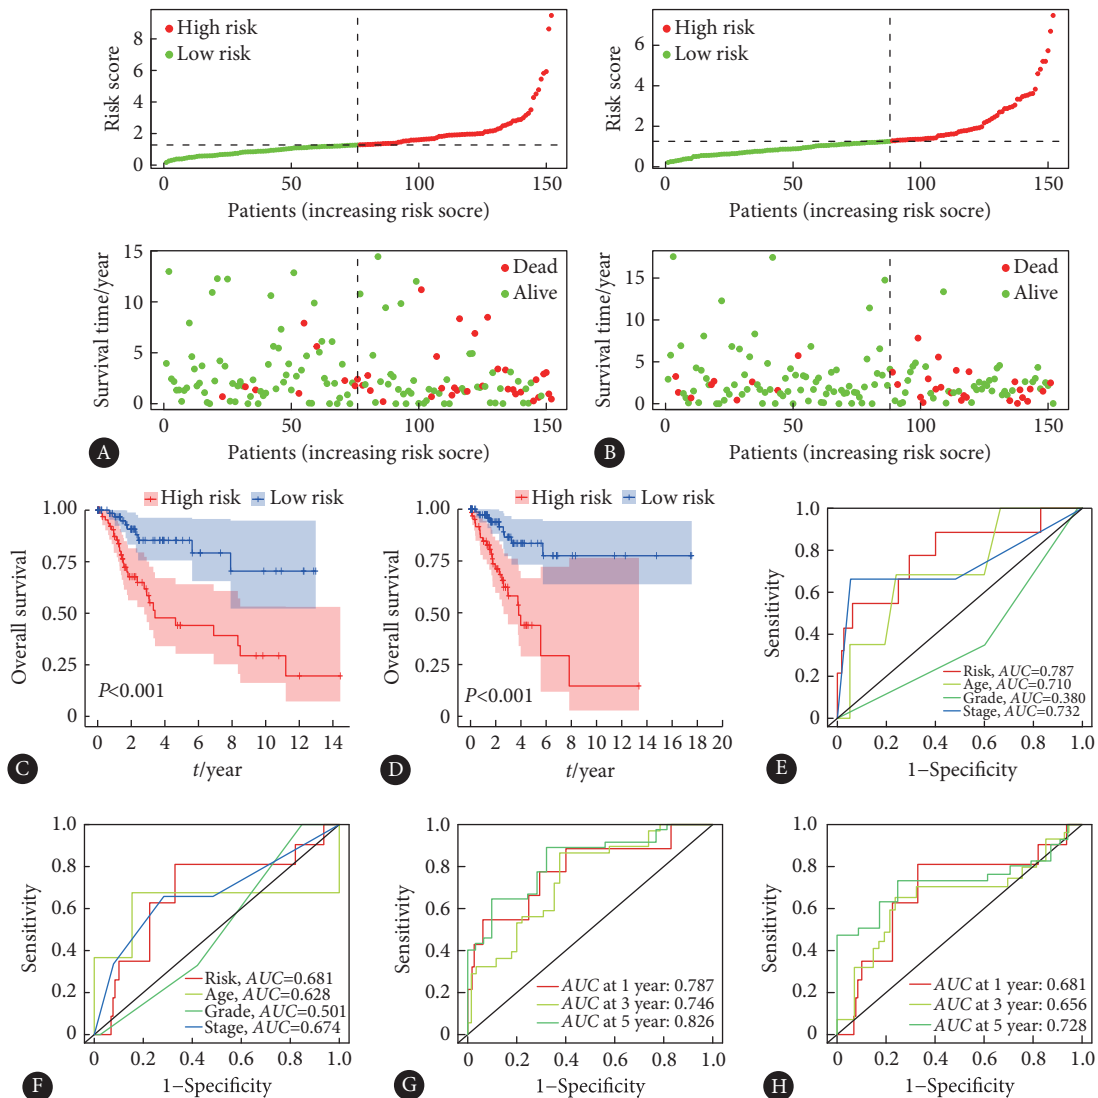 High risk
Low risk
Risk score
8
6
4
2
0
0 50 100 150
Patients (increasing risk socre)
High risk
Low risk
Risk score
6
4
2
0
0 50 100 150
Patients (increasing risk socre)
Dead
Alive
Survival time/year
15
10
5
0
0 50 100 150
Patients (increasing risk socre)
A
Dead
Alive
Survival time/year
15
10
5
0
0 50 100 150
Patients (increasing risk socre)
B
High risk Low risk
Overall survival
1.00
0.75
0.50
0.25
0
P<0.001
0 2 4 6 8 10 12 14
t/year
C
High risk Low risk
Overall survival
1.00
0.75
0.50
0.25
0
P<0.001
0 2 4 6 8 10 12 14 16 18 20
t/year
D
Sensitivity
1.0
0.8
0.6
0.4
0.2
0
Risk, AUC=0.787
Age, AUC=0.710
Grade, AUC=0.380
Stage, AUC=0.732
0 0.2 0.4 0.6 0.8 1.0
1−Specificity
E
Sensitivity
1.0
0.8
0.6
0.4
0.2
0
Risk, AUC=0.681
Age, AUC=0.628
Grade, AUC=0.501
Stage, AUC=0.674
0 0.2 0.4 0.6 0.8 1.0
1−Specificity
F
Sensitivity
1.0
0.8
0.6
0.4
0.2
0
AUC at 1 year: 0.787
AUC at 3 year: 0.746
AUC at 5 year: 0.826
0 0.2 0.4 0.6 0.8 1.0
1−Specificity
G
Sensitivity
1.0
0.8
0.6
0.4
0.2
0
AUC at 1 year: 0.681
AUC at 3 year: 0.656
AUC at 5 year: 0.728
0 0.2 0.4 0.6 0.8 1.0
1−Specificity
H